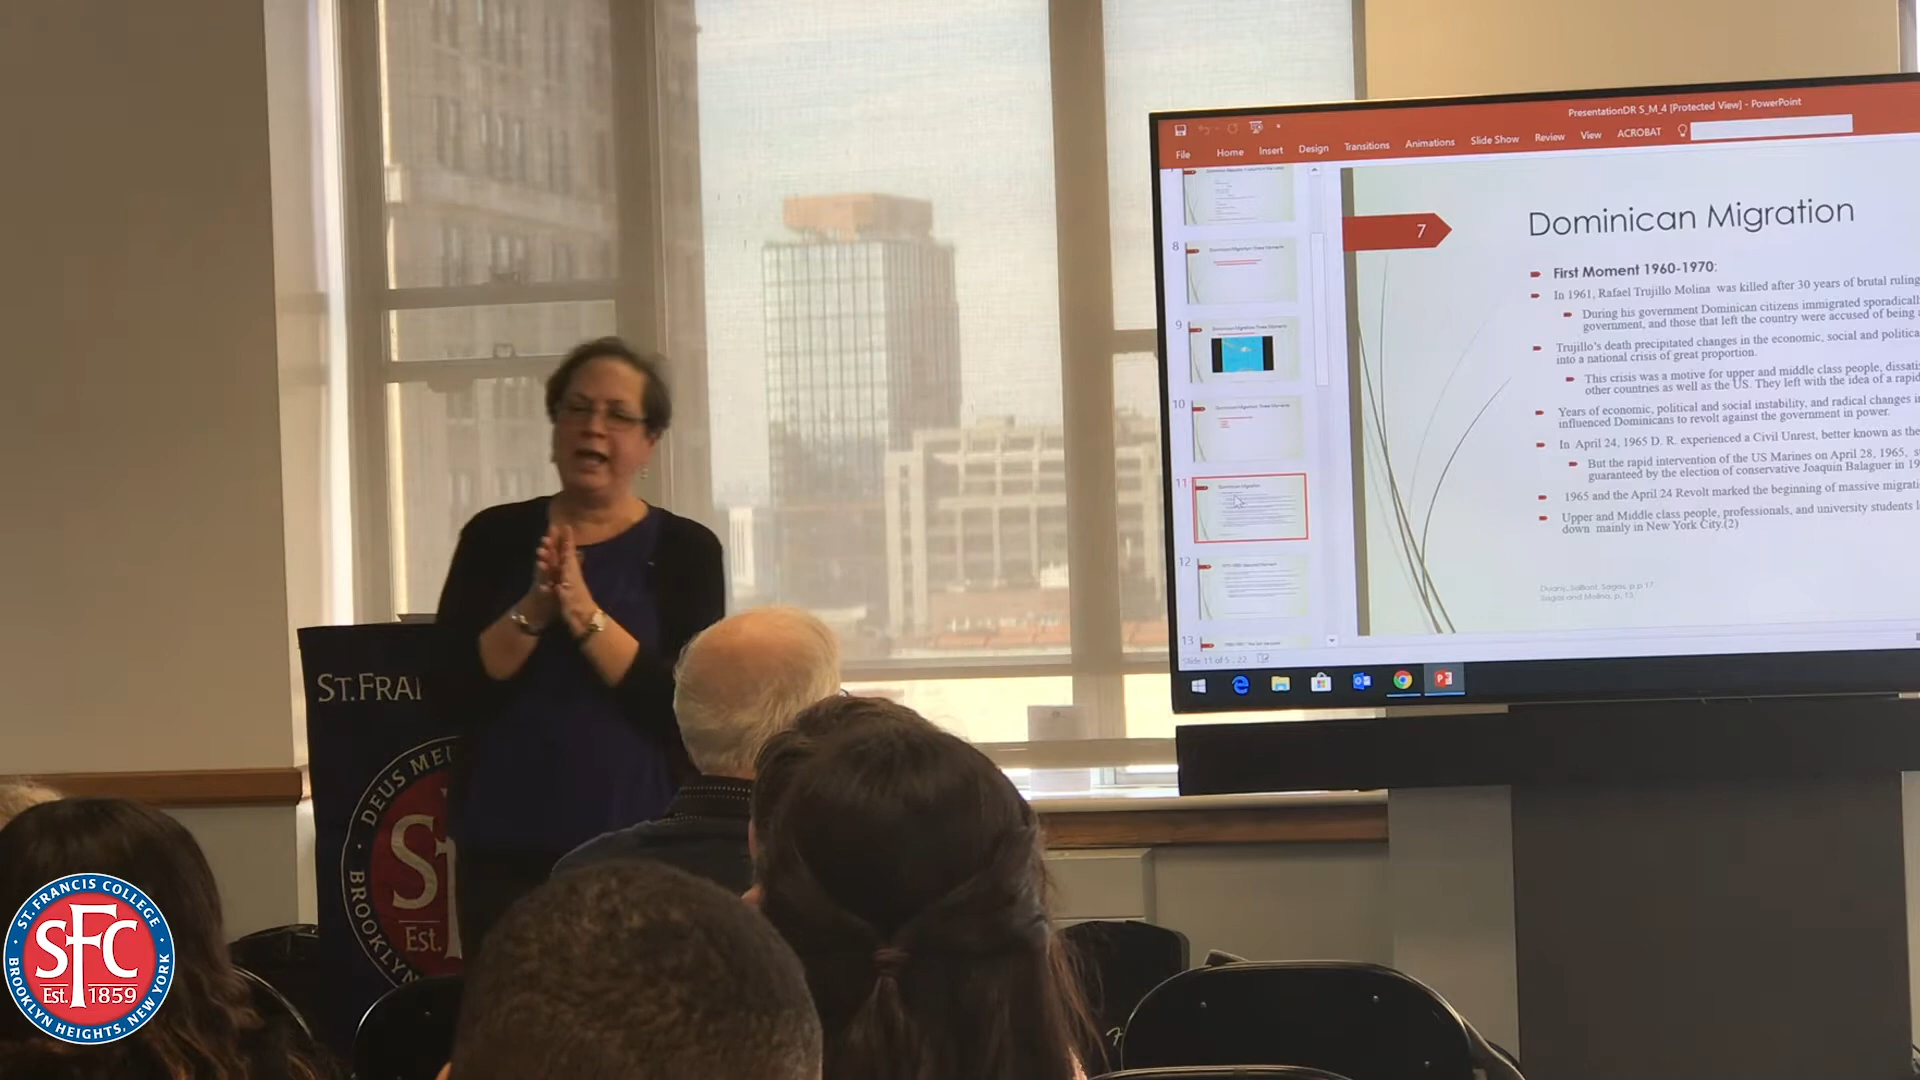 PresentationDR S_M_4 [Protected View] - PowerPoint
File Home Insert Design Transitions Animations Slide Show Review View ACROBAT
7
Dominican Migration
First Moment 1960-1970:
In 1961, Rafael Trujillo Molina was killed after 30 years of brutal ruling
During his government Dominican citizens immigrated sporadicall
government, and those that left the country were accused of being
Trujillo's death precipitated changes in the economic, social and politica
into a national crisis of great proportion.
This crisis was a motive for upper and middle class people, dissati
other countries as well as the US. They left with the idea of a rapid
Years of economic, political and social instability, and radical changes i
influenced Dominicans to revolt against the government in power.
In April 24, 1965 D. R. experienced a Civil Unrest, better known as the
But the rapid intervention of the US Marines on April 28, 1965, s
guaranteed by the election of conservative Joaquin Balaguer in 19
1965 and the April 24 Revolt marked the beginning of massive migrati
Upper and Middle class people, professionals, and university students l
down mainly in New York City.(2)
8
9
10
11
12
13
ST.FRA
DEUS ME
BROOKLYN
Est.
ST. FRANCIS COLLEGE
SFC
Est. 1859
BROOKLYN HEIGHTS, NEW YORK